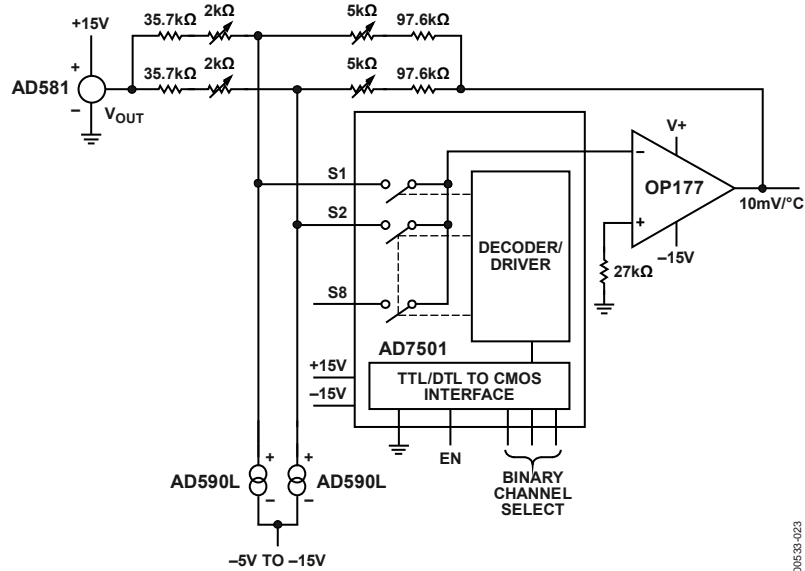 +15V
35.7kΩ
2kΩ
5kΩ
97.6kΩ
+
AD581
–
VOUT
35.7kΩ
2kΩ
5kΩ
97.6kΩ
S1
S2
S8
DECODER/
DRIVER
AD7501
+15V
–15V
TTL/DTL TO CMOS
INTERFACE
EN
BINARY
CHANNEL
SELECT
V+
–
OP177
+
–15V
27kΩ
10mV/°C
AD590L
+
–
+
–
AD590L
–5V TO –15V
00533-023